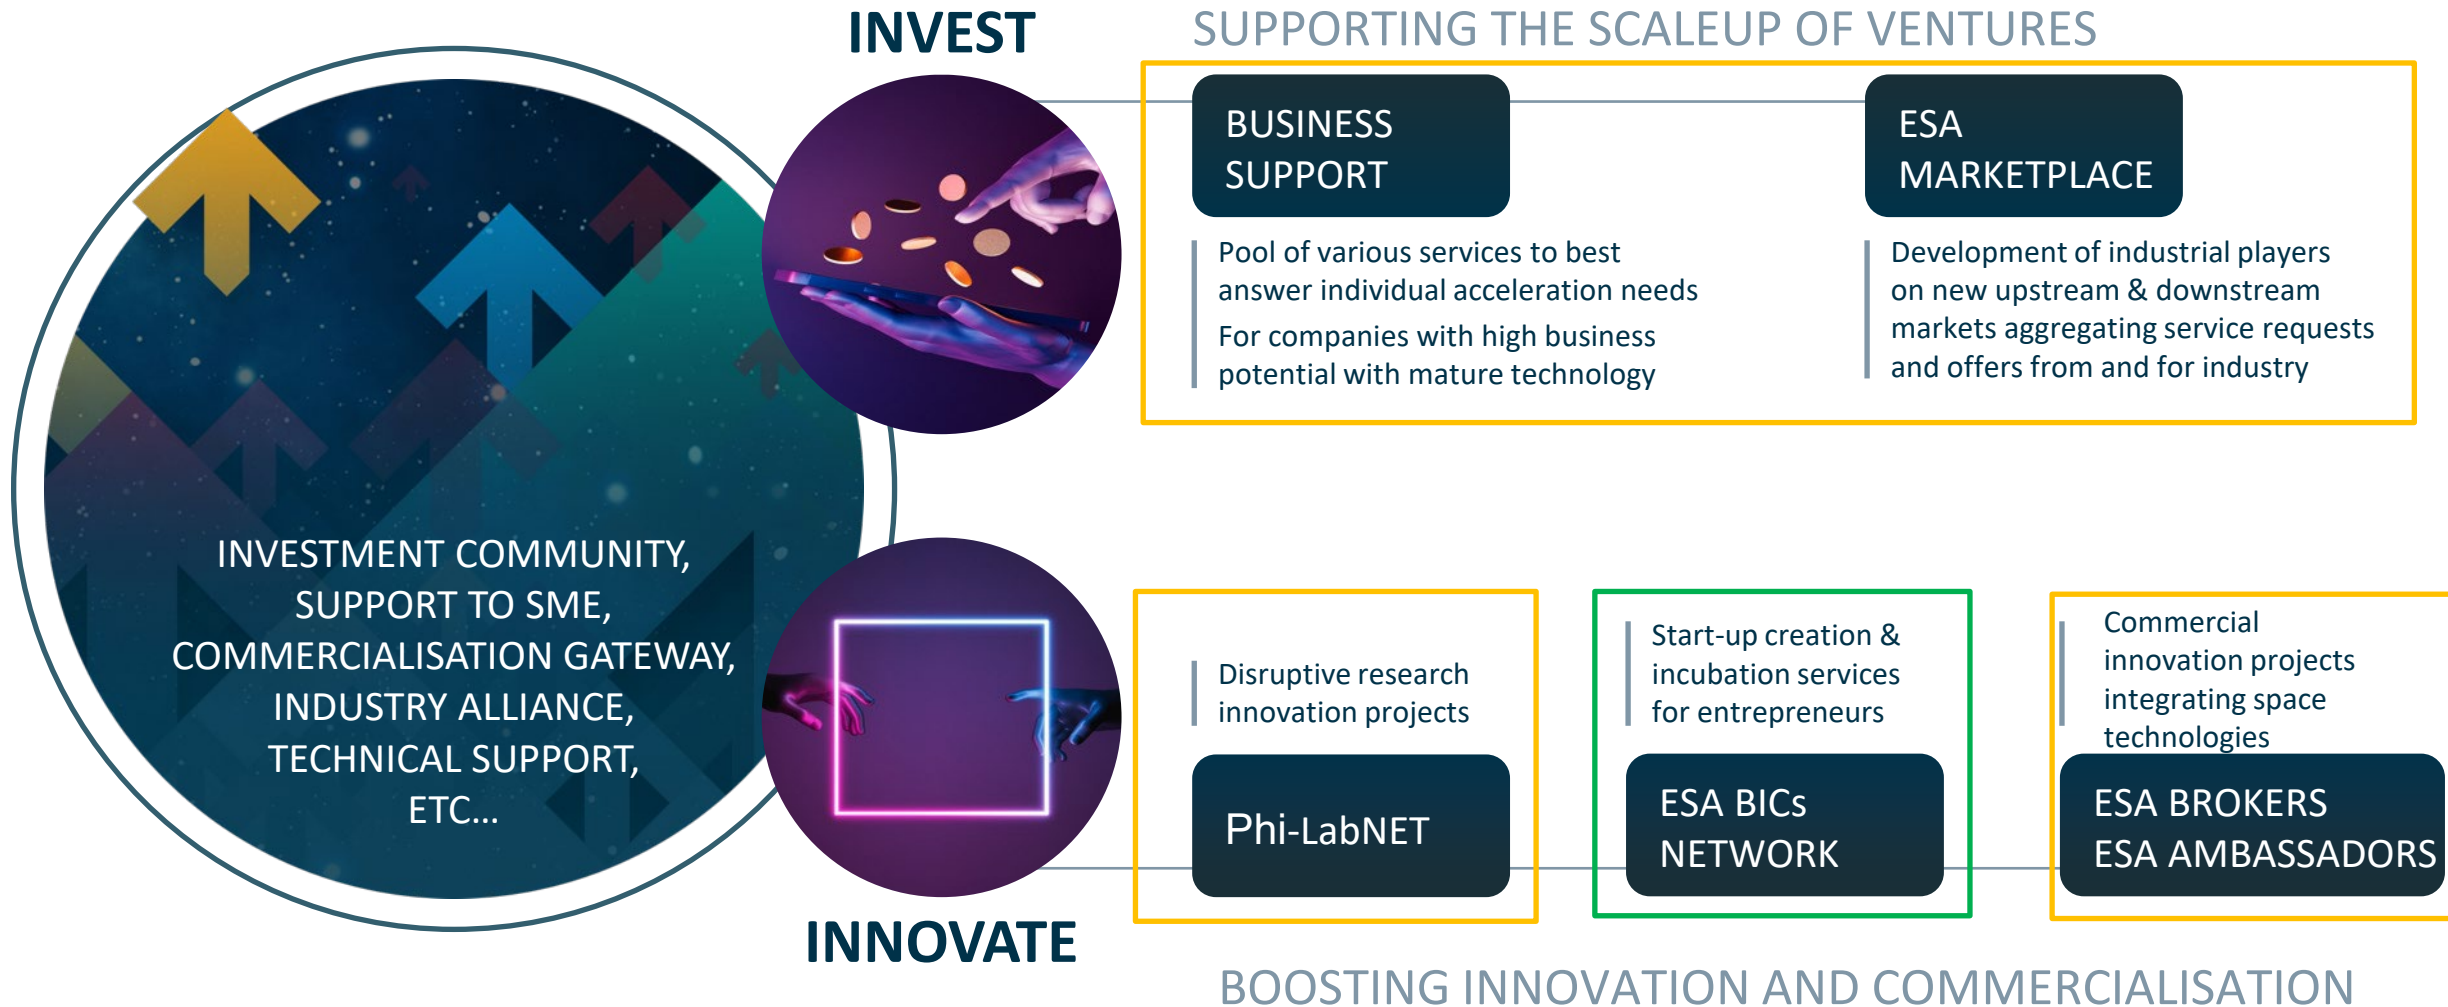 INVEST
SUPPORTING THE SCALEUP OF VENTURES
BUSINESS
SUPPORT
Pool of various services to best
answer individual acceleration needs
For companies with high business
potential with mature technology
ESA
MARKETPLACE
Development of industrial players
on new upstream & downstream
markets aggregating service requests
and offers from and for industry
INVESTMENT COMMUNITY,
SUPPORT TO SME,
COMMERCIALISATION GATEWAY,
INDUSTRY ALLIANCE,
TECHNICAL SUPPORT,
ETC...
Disruptive research
innovation projects
Phi-LabNET
Start-up creation &
incubation services
for entrepreneurs
ESA BICs
NETWORK
Commercial
innovation projects
integrating space
technologies
ESA BROKERS
ESA AMBASSADORS
INNOVATE
BOOSTING INNOVATION AND COMMERCIALISATION